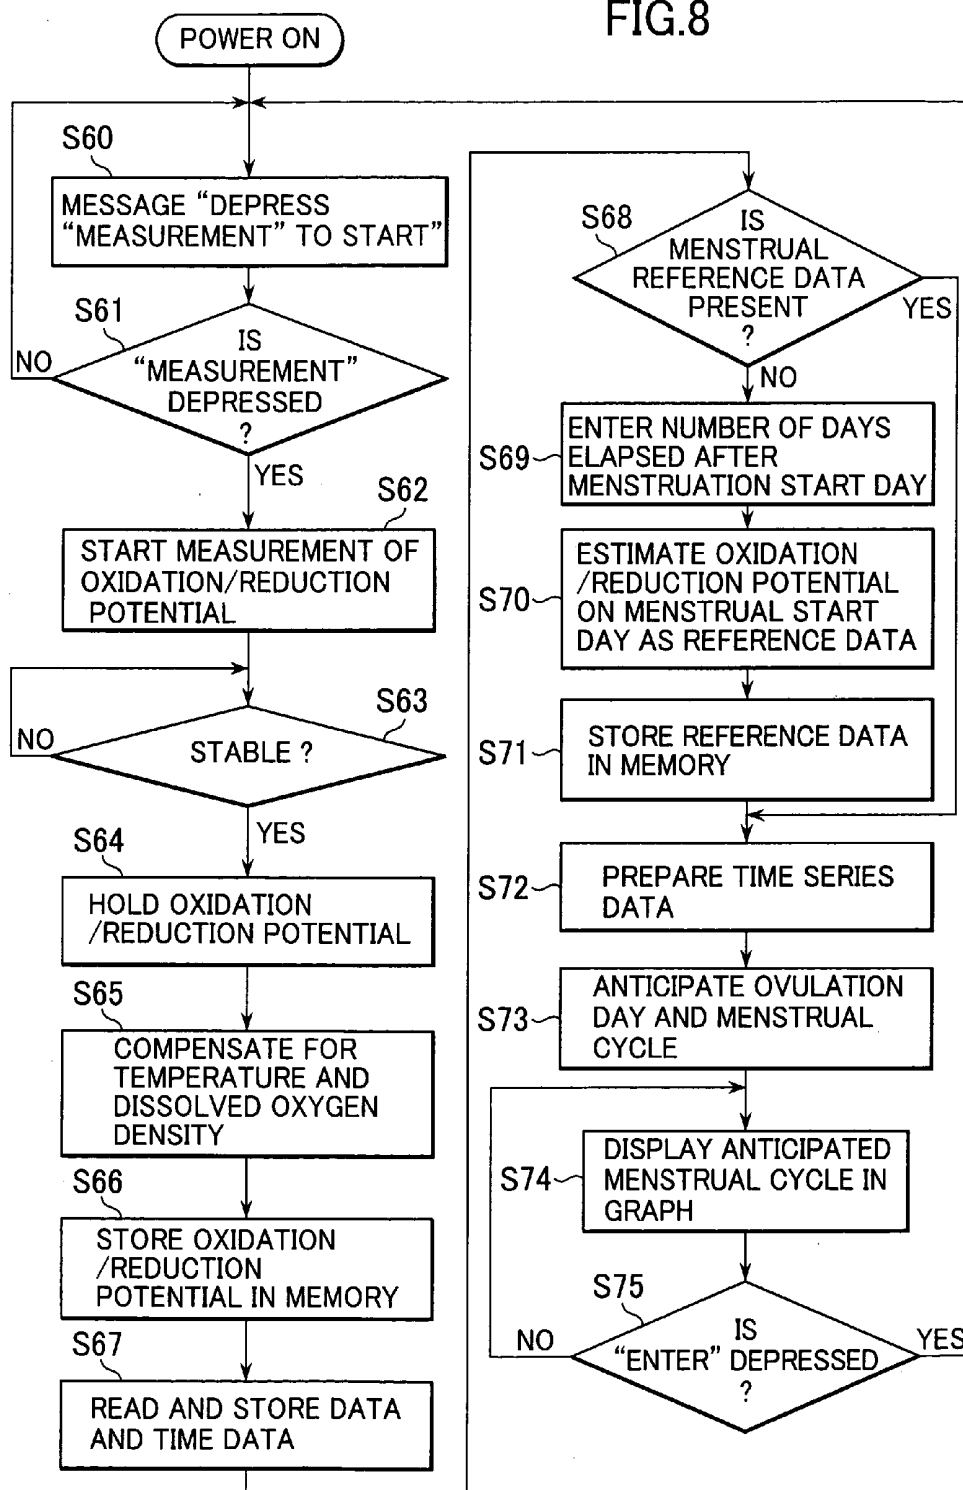 FIG.8
POWER ON
S60
MESSAGE “DEPRESS
“MEASUREMENT” TO START”
S61
IS
“MEASUREMENT”
DEPRESSED
?
NO
YES
S62
START MEASUREMENT OF
OXIDATION/REDUCTION
POTENTIAL
S63
STABLE ?
NO
YES
S64
HOLD OXIDATION
/REDUCTION POTENTIAL
S65
COMPENSATE FOR
TEMPERATURE AND
DISSOLVED OXYGEN
DENSITY
S66
STORE OXIDATION
/REDUCTION
POTENTIAL IN MEMORY
S67
READ AND STORE DATA
AND TIME DATA
S68
IS
MENSTRUAL
REFERENCE DATA
PRESENT
?
YES
NO
S69
ENTER NUMBER OF DAYS
ELAPSED AFTER
MENSTRUATION START DAY
S70
ESTIMATE OXIDATION
/REDUCTION POTENTIAL
ON MENSTRUAL START
DAY AS REFERENCE DATA
S71
STORE REFERENCE DATA
IN MEMORY
S72
PREPARE TIME SERIES
DATA
S73
ANTICIPATE OVULATION
DAY AND MENSTRUAL
CYCLE
S74
DISPLAY ANTICIPATED
MENSTRUAL CYCLE IN
GRAPH
S75
IS
“ENTER” DEPRESSED
?
NO
YES